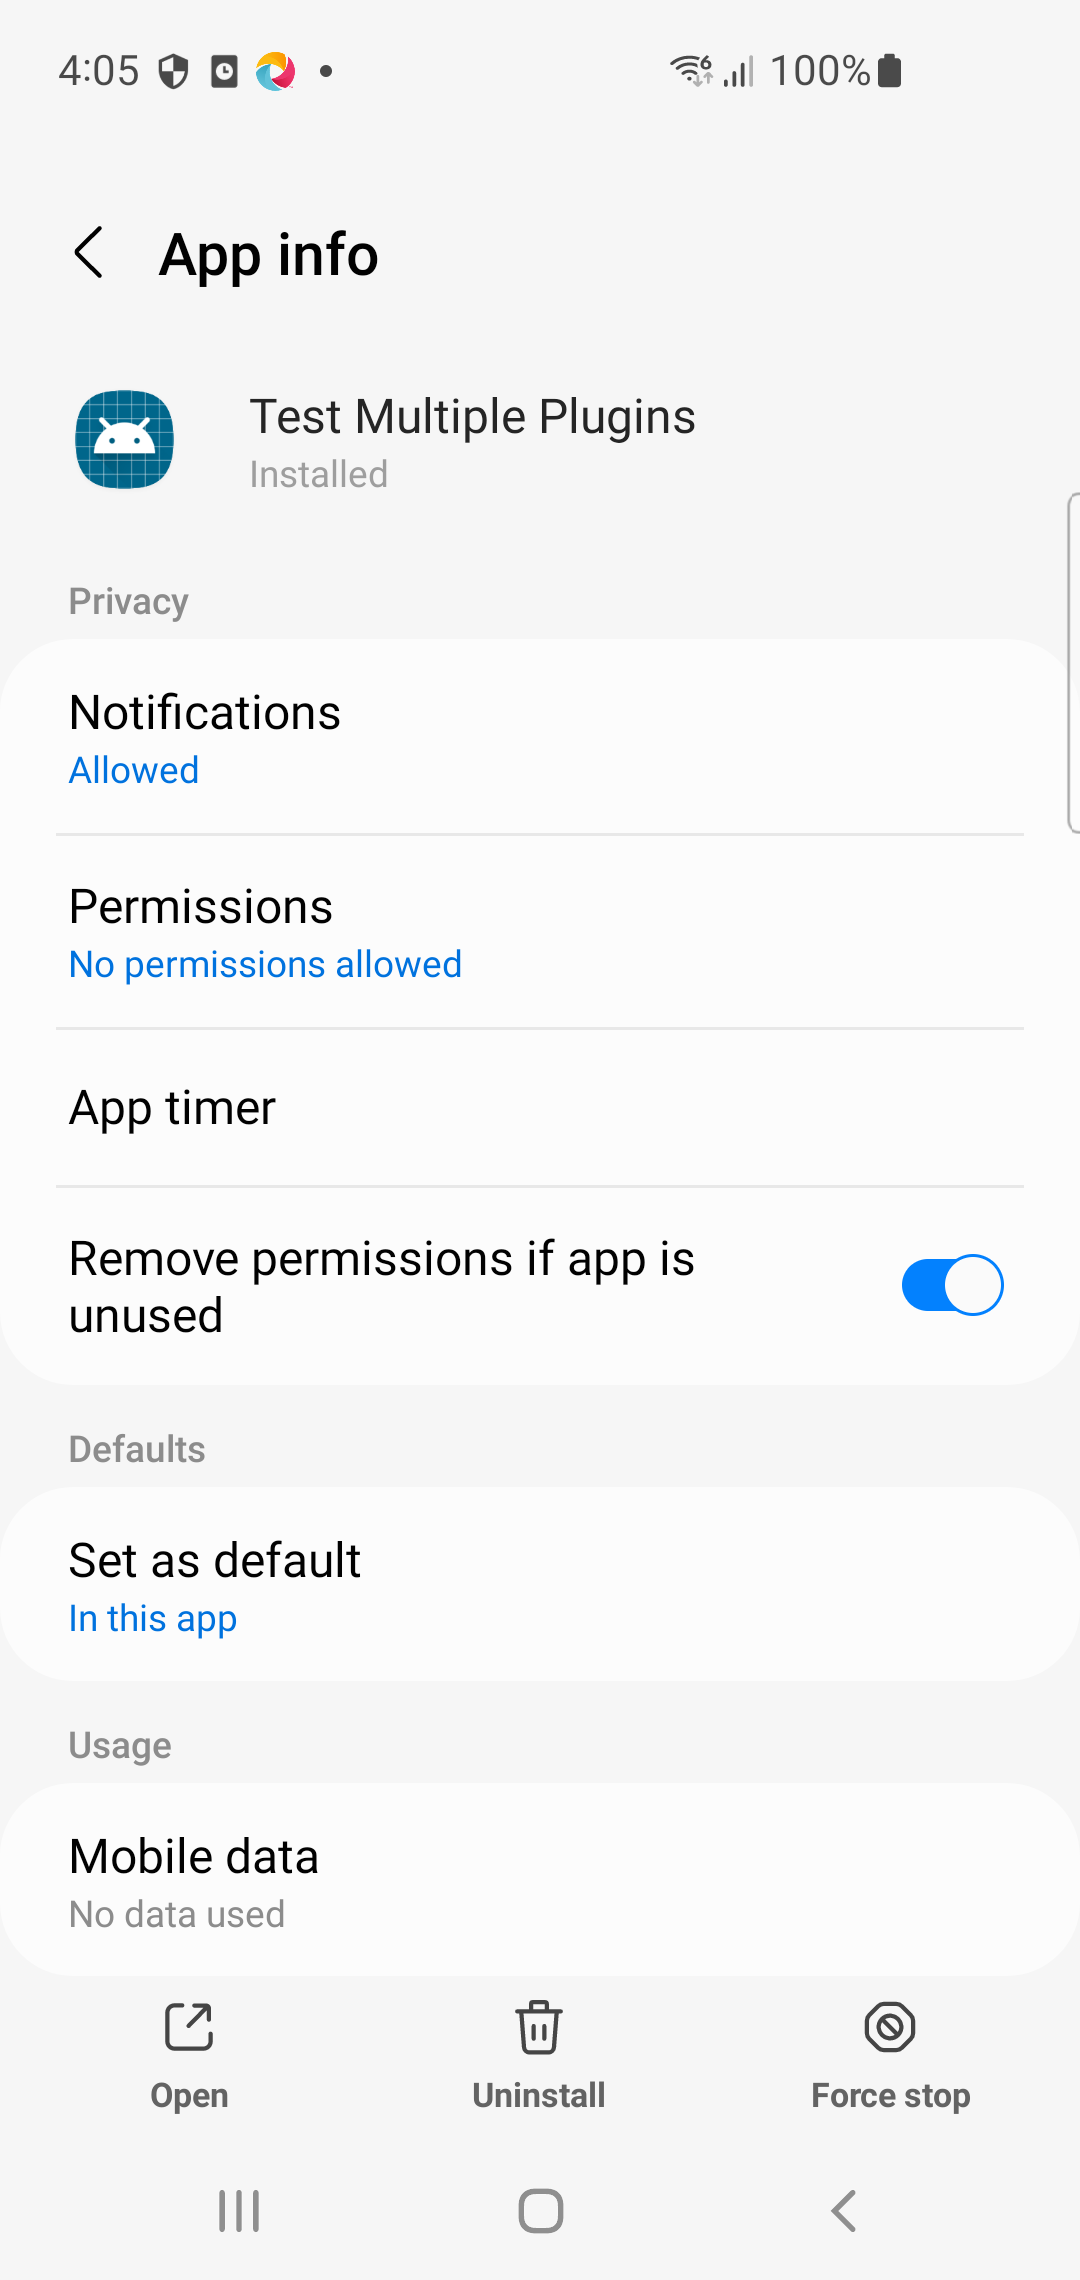 4:05 100%
App info
Test Multiple Plugins
Installed
Privacy
Notifications
Allowed
Permissions
No permissions allowed
App timer
Remove permissions if app is
unused
Defaults
Set as default
In this app
Usage
Mobile data
No data used
Open Uninstall Force stop